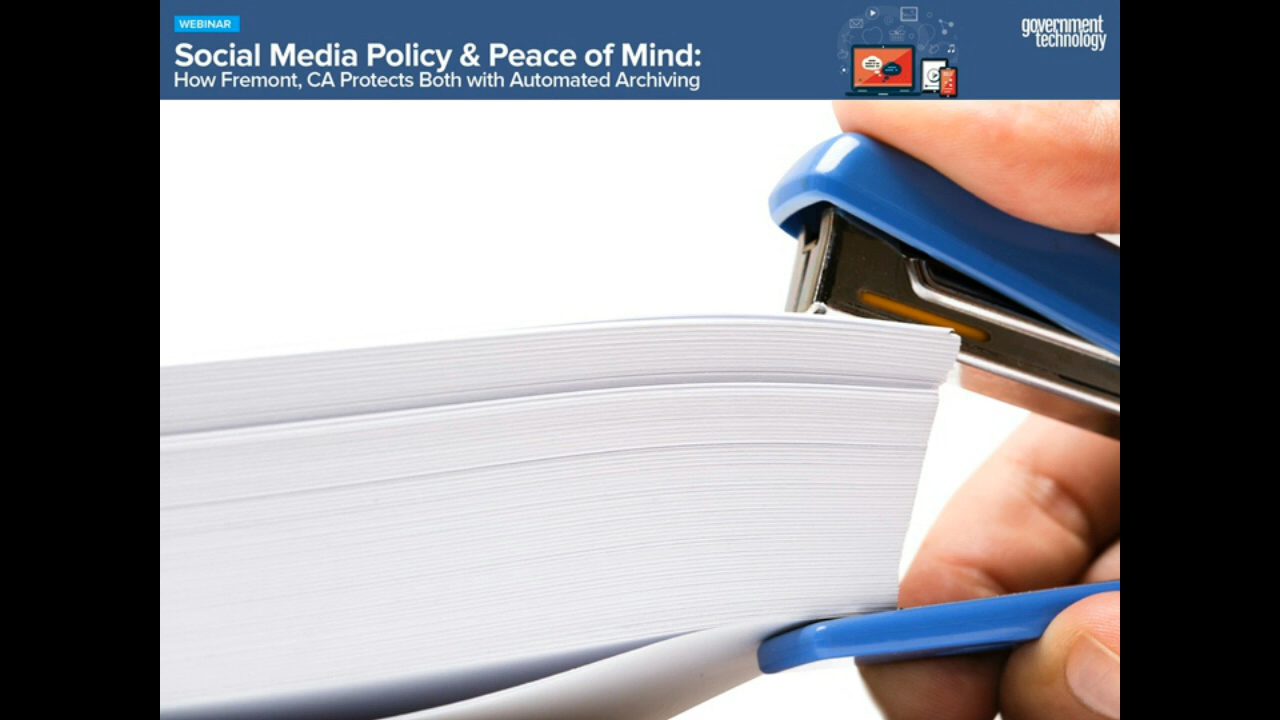 WEBINAR
Social Media Policy & Peace of Mind:
How Fremont, CA Protects Both with Automated Archiving
government
technology